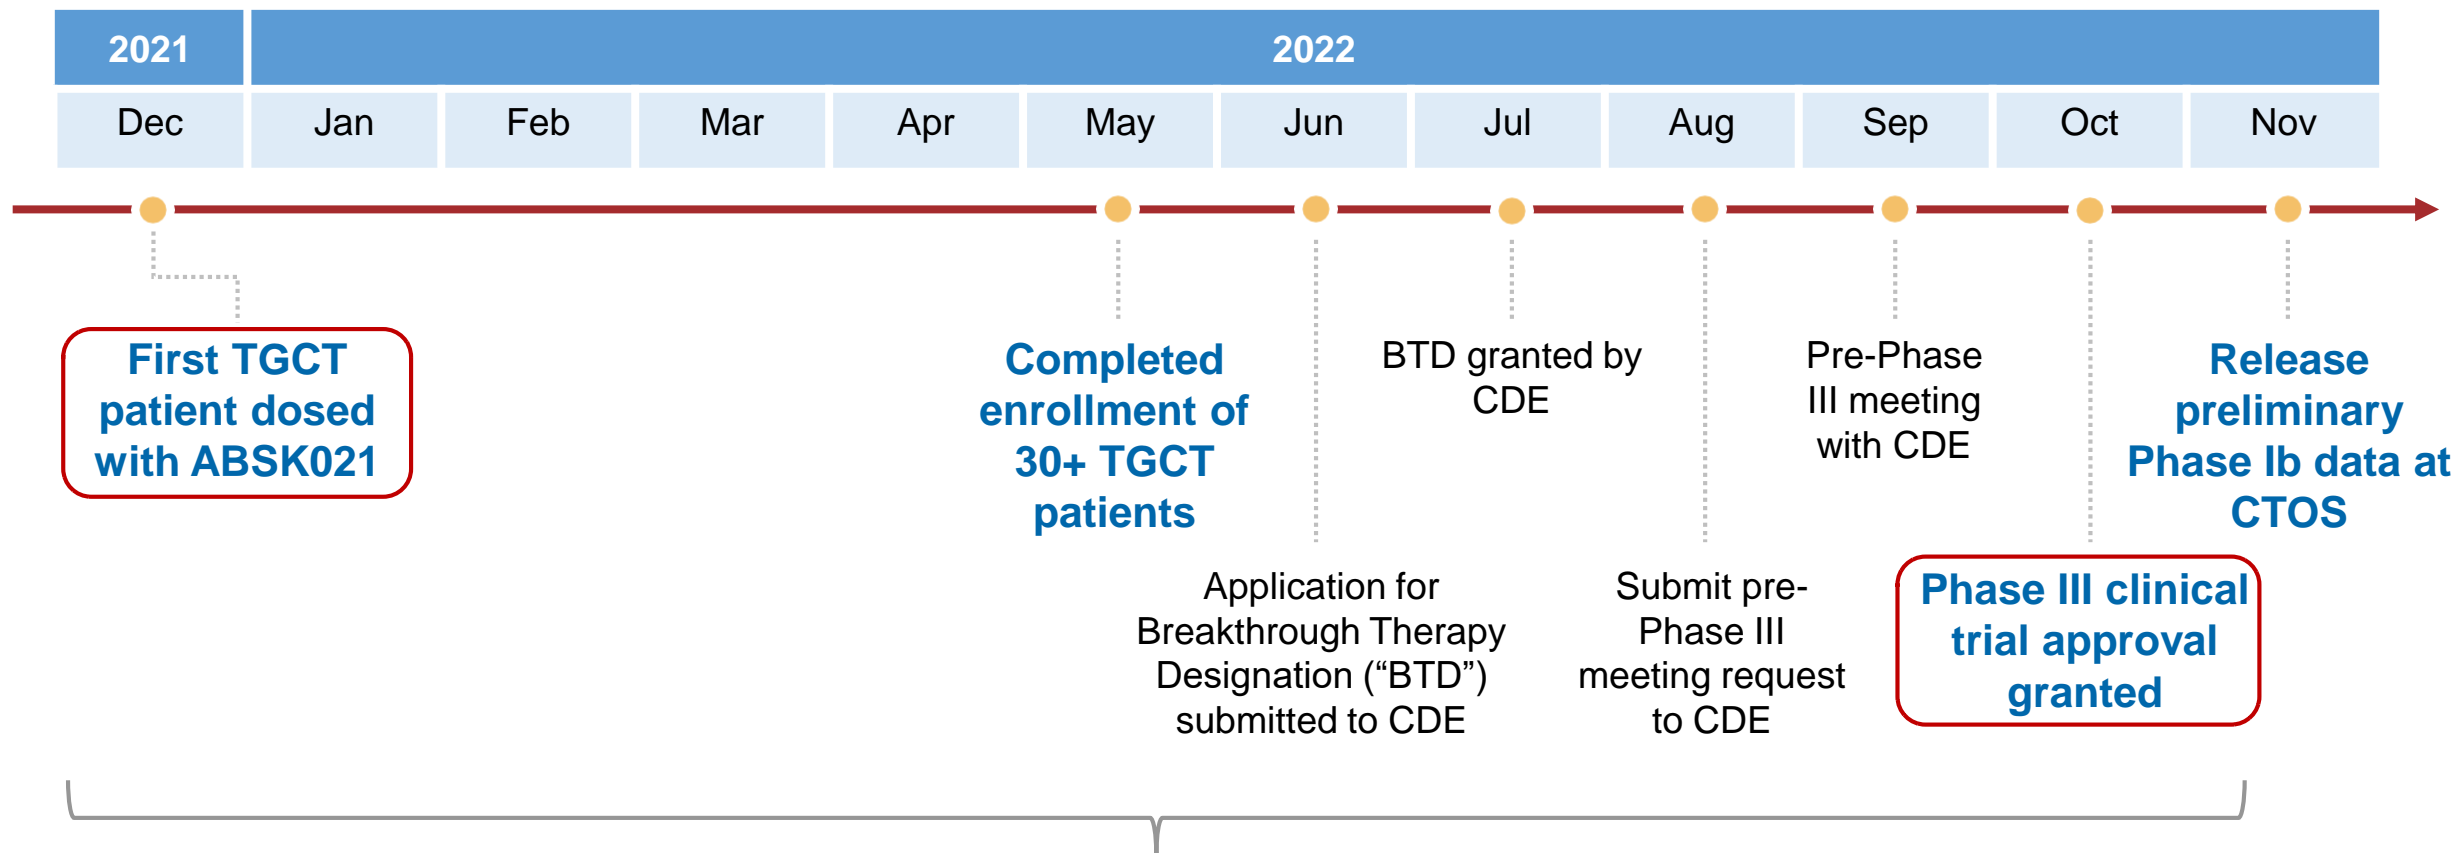 2021
2022
Dec
Jan
Feb
Mar
Apr
May
Jun
Jul
Aug
Sep
Oct
Nov
First TGCT
patient dosed
with ABSK021
Completed
enrollment of
30+ TGCT
patients
Application for
Breakthrough Therapy
Designation (“BTD”)
submitted to CDE
BTD granted by
CDE
Submit pre-
Phase III
meeting request
to CDE
Pre-Phase
III meeting
with CDE
Phase III clinical
trial approval
granted
Release
preliminary
Phase Ib data at
CTOS